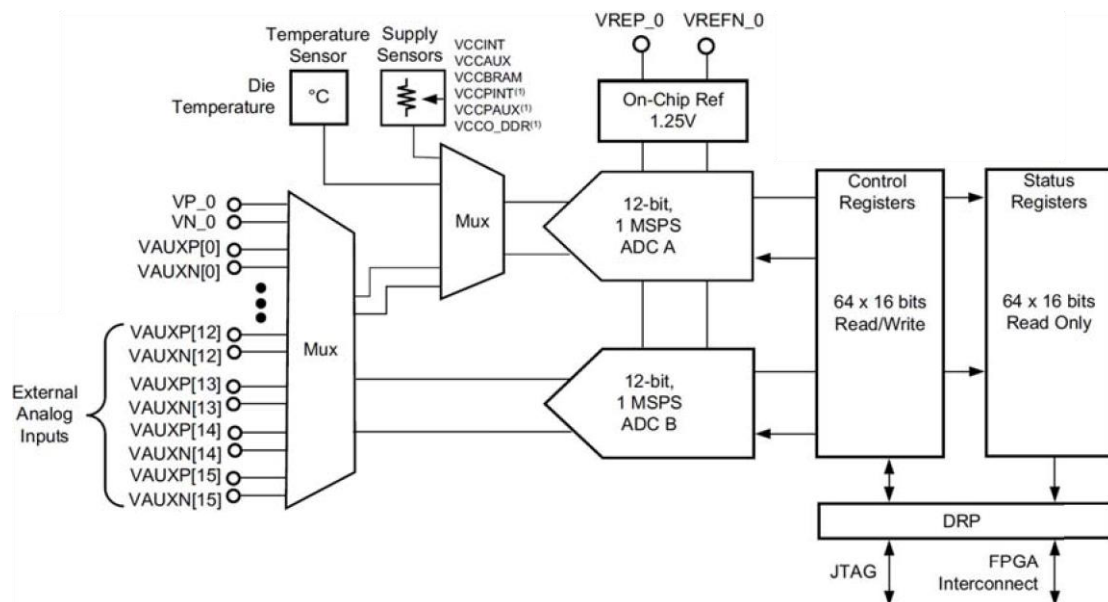 VREP_0
VREFN_0
Temperature
Sensor
Supply
Sensors
VCCINT
VCCAUX
VCCBRAM
VCCPINT(1)
VCCPAUX(1)
VCCO_DDR(1)
Die
Temperature
°C
On-Chip Ref
1.25V
VP_0
VN_0
VAUXP[0]
VAUXN[0]
VAUXP[12]
VAUXN[12]
VAUXP[13]
VAUXN[13]
VAUXP[14]
VAUXN[14]
VAUXP[15]
VAUXN[15]
External
Analog
Inputs
Mux
Mux
12-bit,
1 MSPS
ADC A
12-bit,
1 MSPS
ADC B
Control
Registers
64 x 16 bits
Read/Write
Status
Registers
64 x 16 bits
Read Only
DRP
JTAG
FPGA
Interconnect